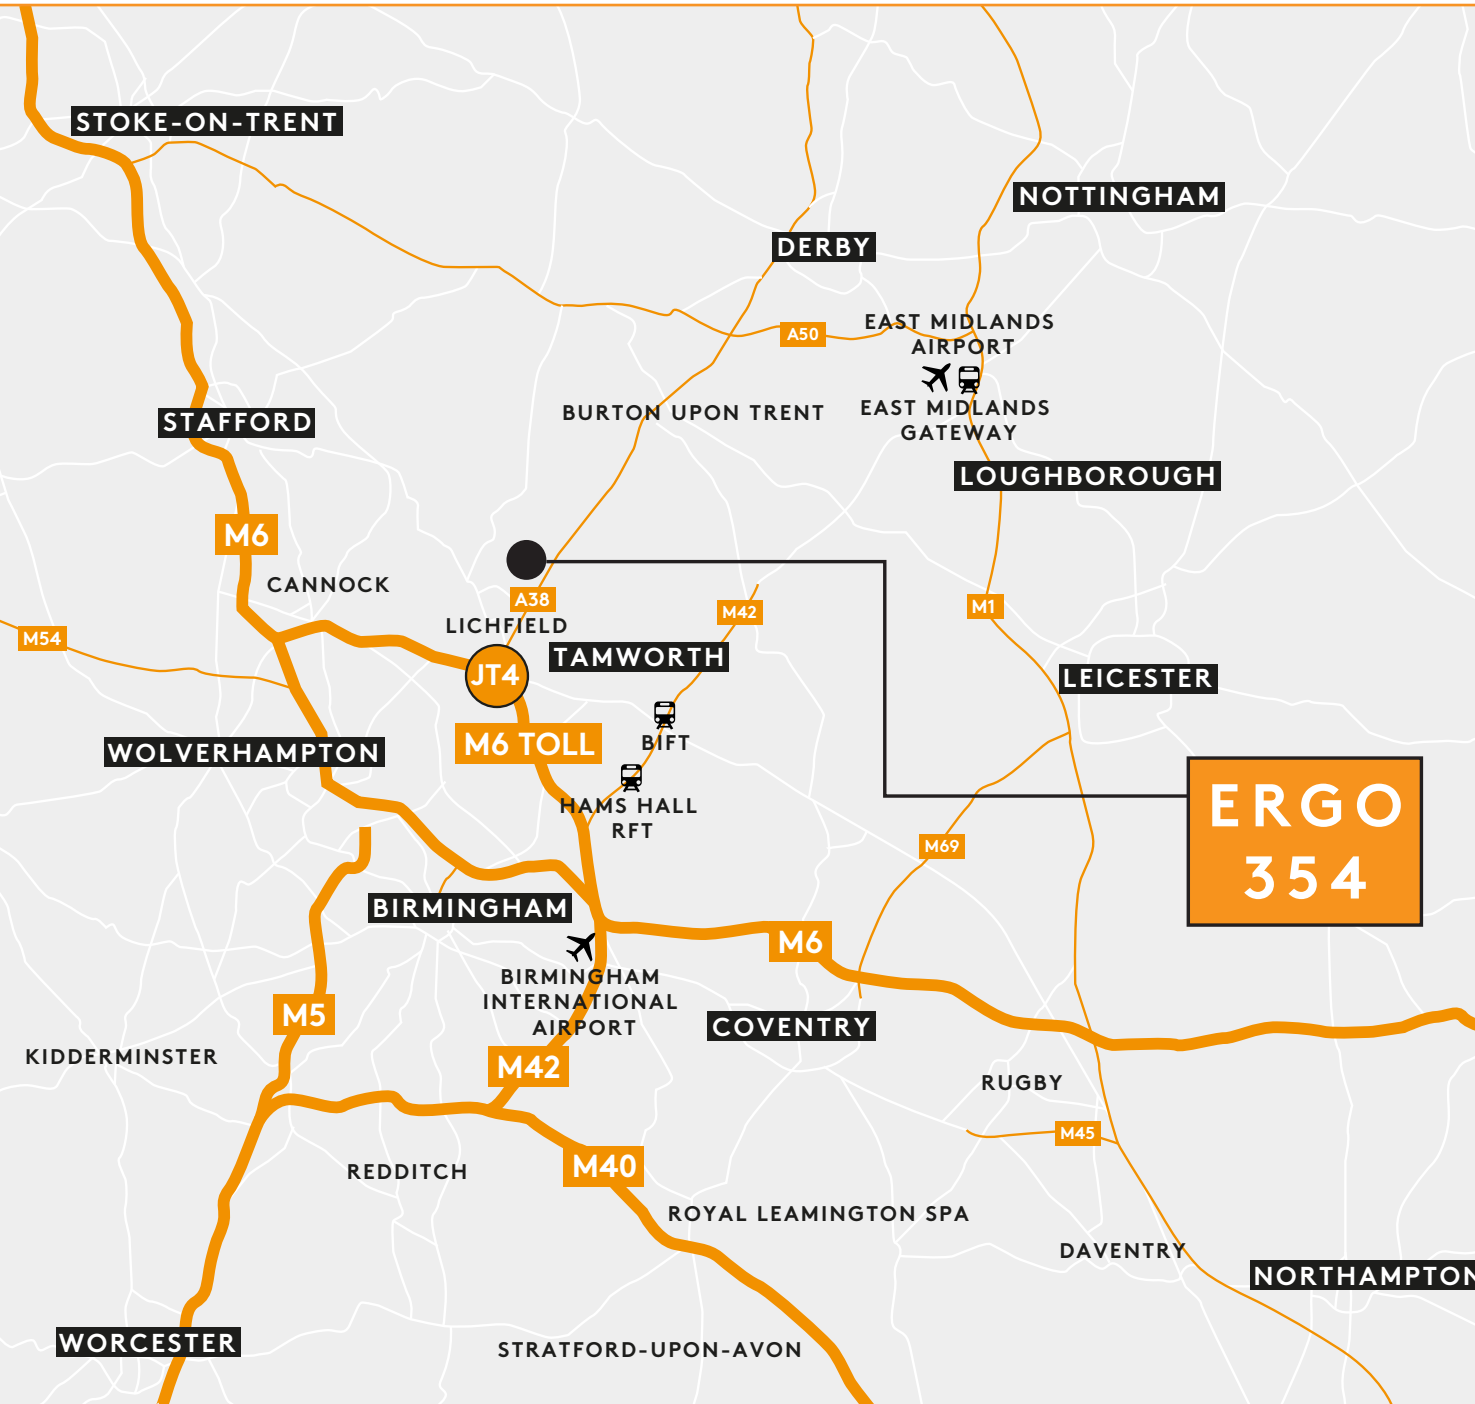 STOKE-ON-TRENT
NOTTINGHAM
DERBY
EAST MIDLANDS
AIRPORT
A50
EAST MIDLANDS
GATEWAY
BURTON UPON TRENT
STAFFORD
LOUGHBOROUGH
M6
CANNOCK
A38
M42
M1
LICHFIELD
M54
TAMWORTH
JT4
LEICESTER
M6 TOLL
BIFT
WOLVERHAMPTON
HAMS HALL
RFT
ERGO
354
M69
BIRMINGHAM
M6
BIRMINGHAM
INTERNATIONAL
AIRPORT
M5
COVENTRY
KIDDERMINSTER
M42
RUGBY
M45
REDDITCH
M40
ROYAL LEAMINGTON SPA
DAVENTRY
NORTHAMPTON
WORCESTER
STRATFORD-UPON-AVON